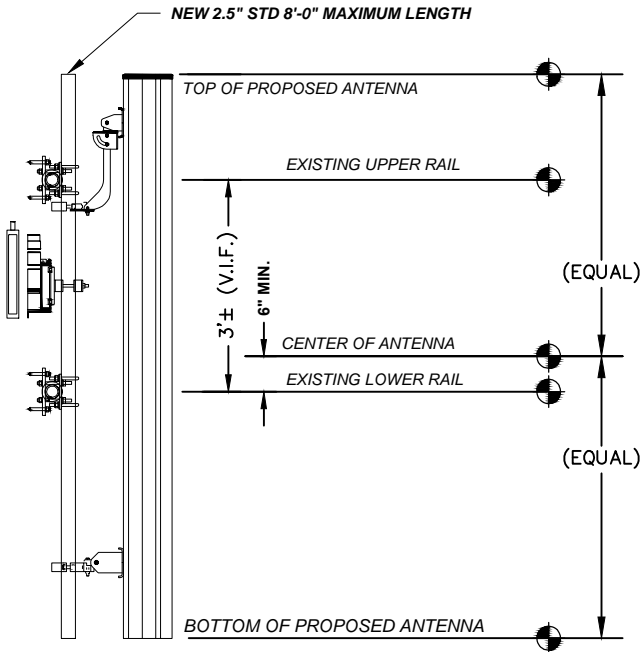 NEW 2.5" STD 8'-0" MAXIMUM LENGTH
TOP OF PROPOSED ANTENNA
EXISTING UPPER RAIL
3'± (V.I.F.)
6" MIN.
(EQUAL)
CENTER OF ANTENNA
EXISTING LOWER RAIL
(EQUAL)
BOTTOM OF PROPOSED ANTENNA